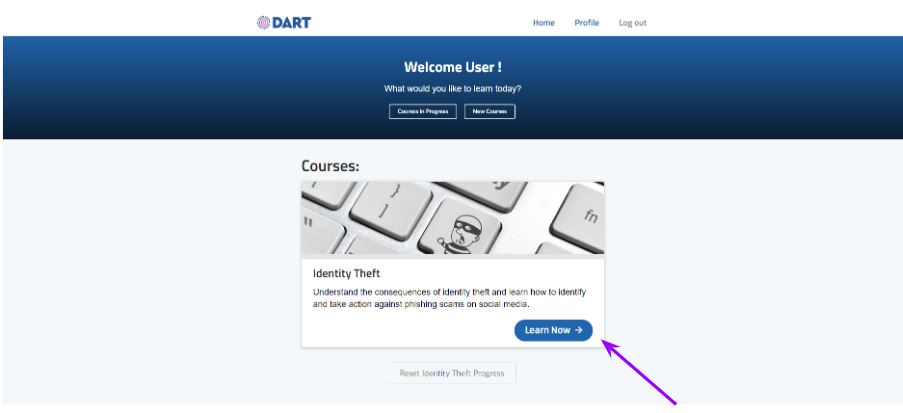 DART
Home Profile Log out
Welcome User !
What would you like to learn today?
Courses In Progress New Courses
Courses:
fn
Identity Theft
Understand the consequences of identity theft and learn how to identify
and take action against phishing scams on social media.
Learn Now →
Reset Identity Theft Progress